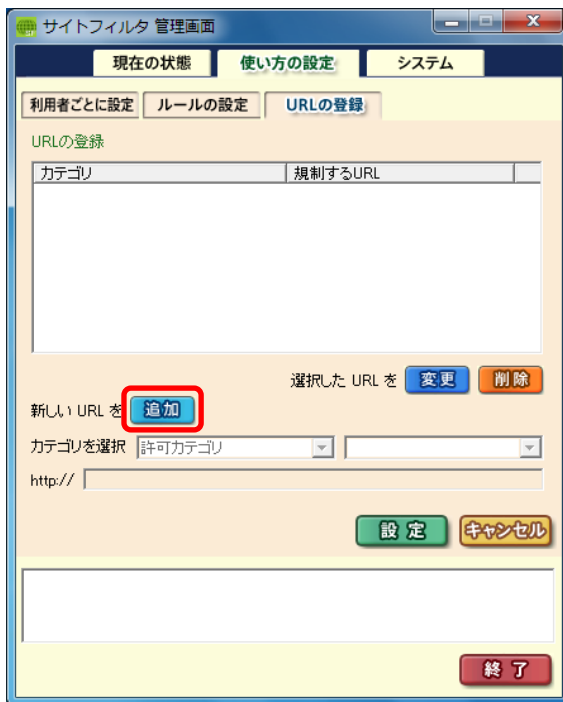 サイトフィルタ 管理画面
現在の状態 使い方の設定 システム
利用者ごとに設定 ルールの設定 URLの登録
URLの登録
カテゴリ 規制するURL
選択した URL を 変更 削除
新しい URL を 追加
カテゴリを選択 許可カテゴリ
http://
設定 キャンセル
終了